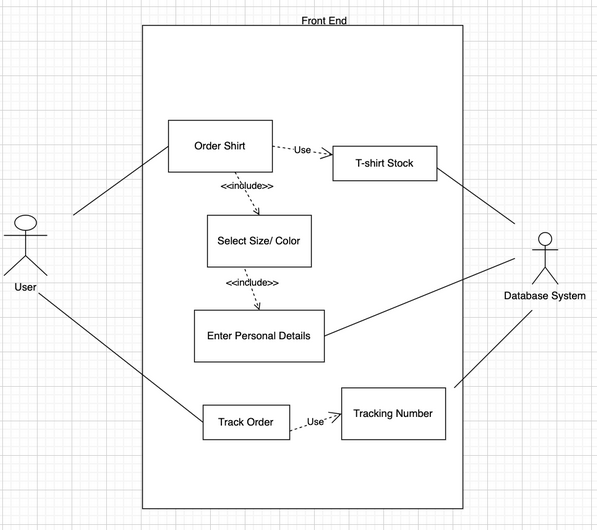 Front End
Order Shirt
Use
T-shirt Stock
<<include>>
Select Size/ Color
<<include>>
User
Database System
Enter Personal Details
Track Order
Use
Tracking Number